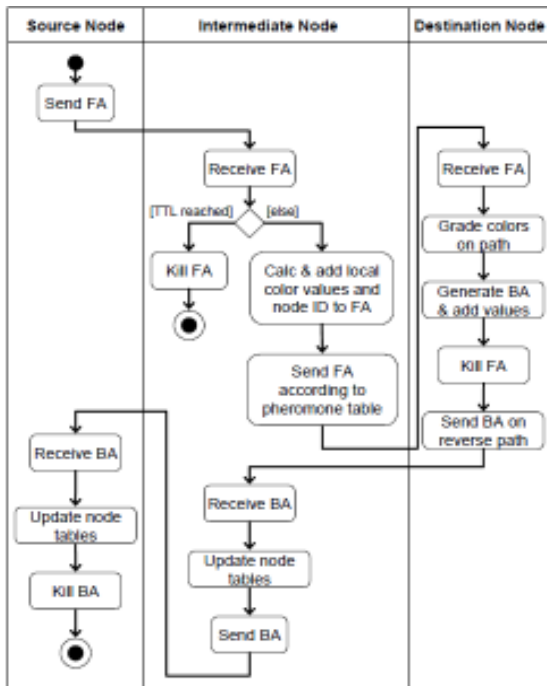 Source Node
Intermediate Node
Destination Node
Send FA
Receive FA
[TTL reached]
[else]
Kill FA
Calc & add local
color values and
node ID to FA
Send FA
according to
pheromone table
Receive FA
Grade colors
on path
Generate BA
& add values
Kill FA
Send BA on
reverse path
Receive BA
Update node
tables
Send BA
Receive BA
Update node
tables
Kill BA